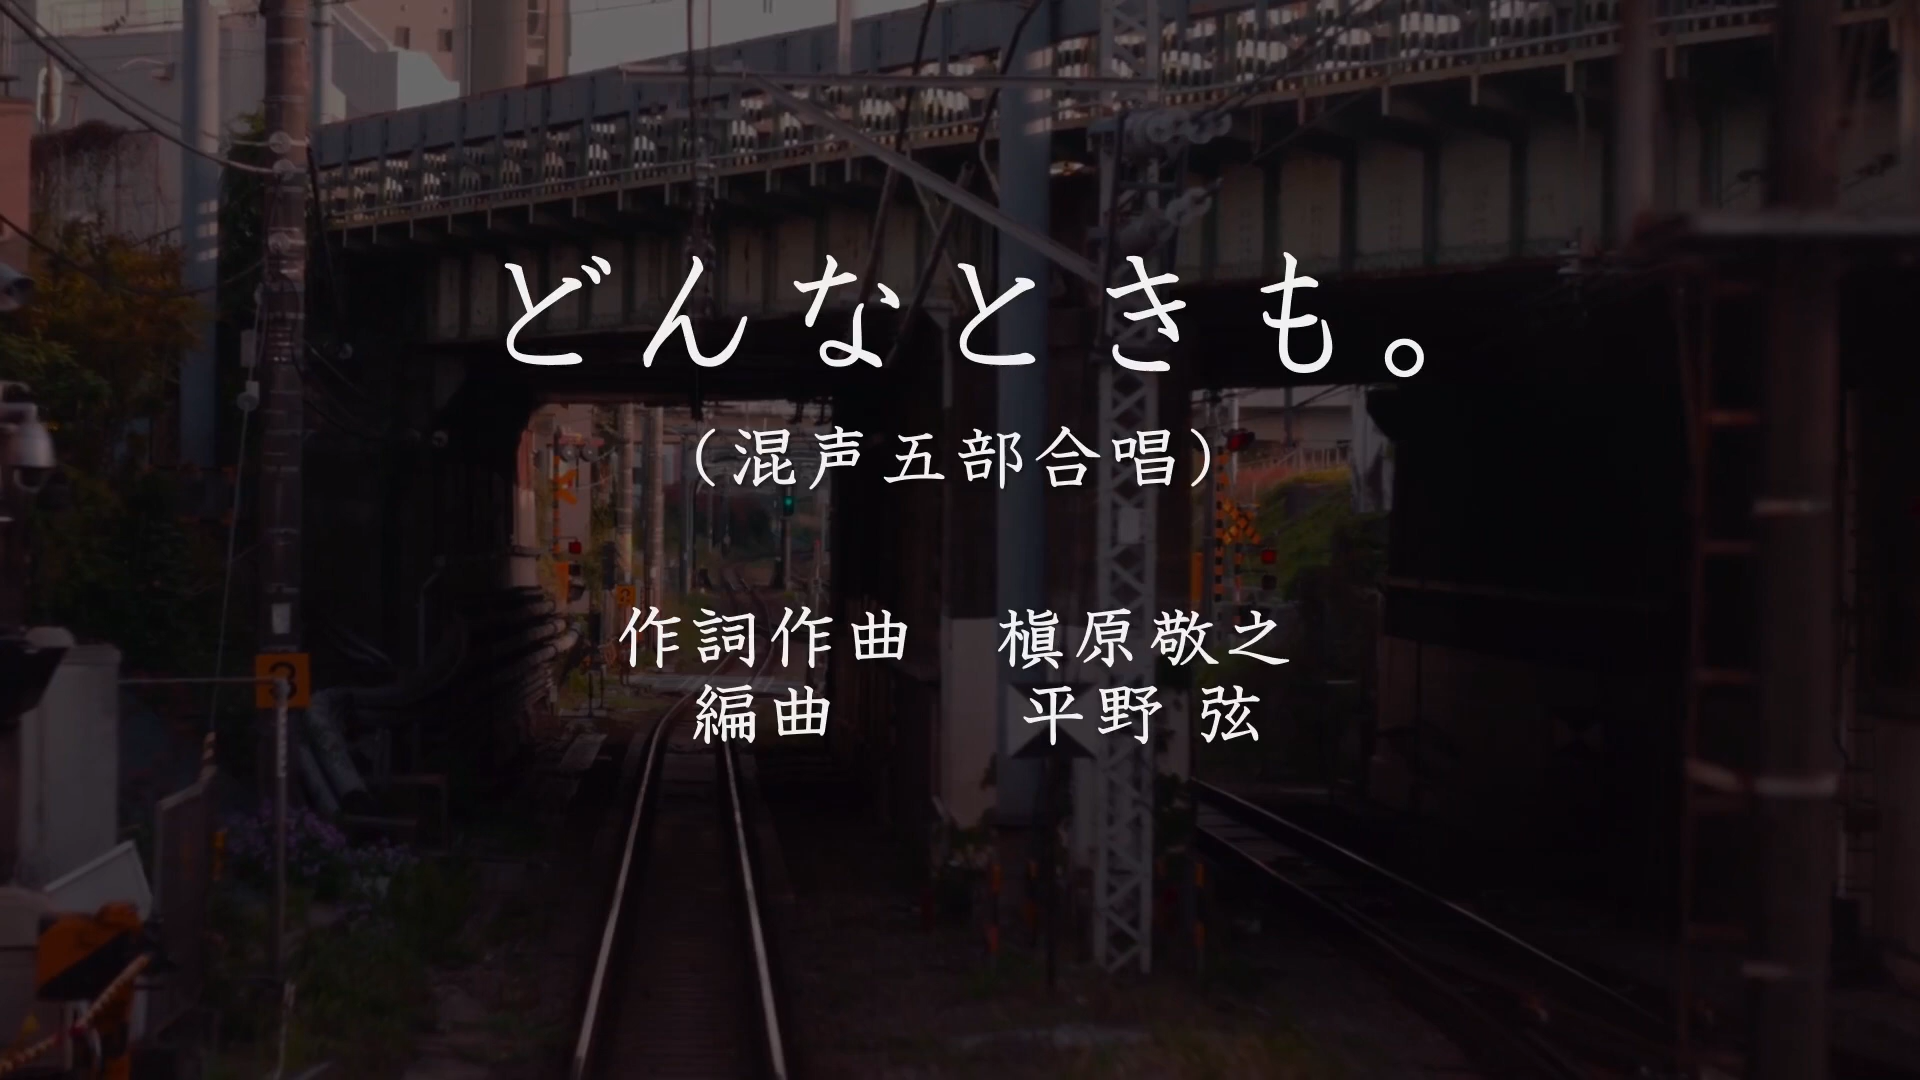 どんなときも。
（混声五部合唱）
作詞作曲　槇原敬之
編曲　平野 弦
3